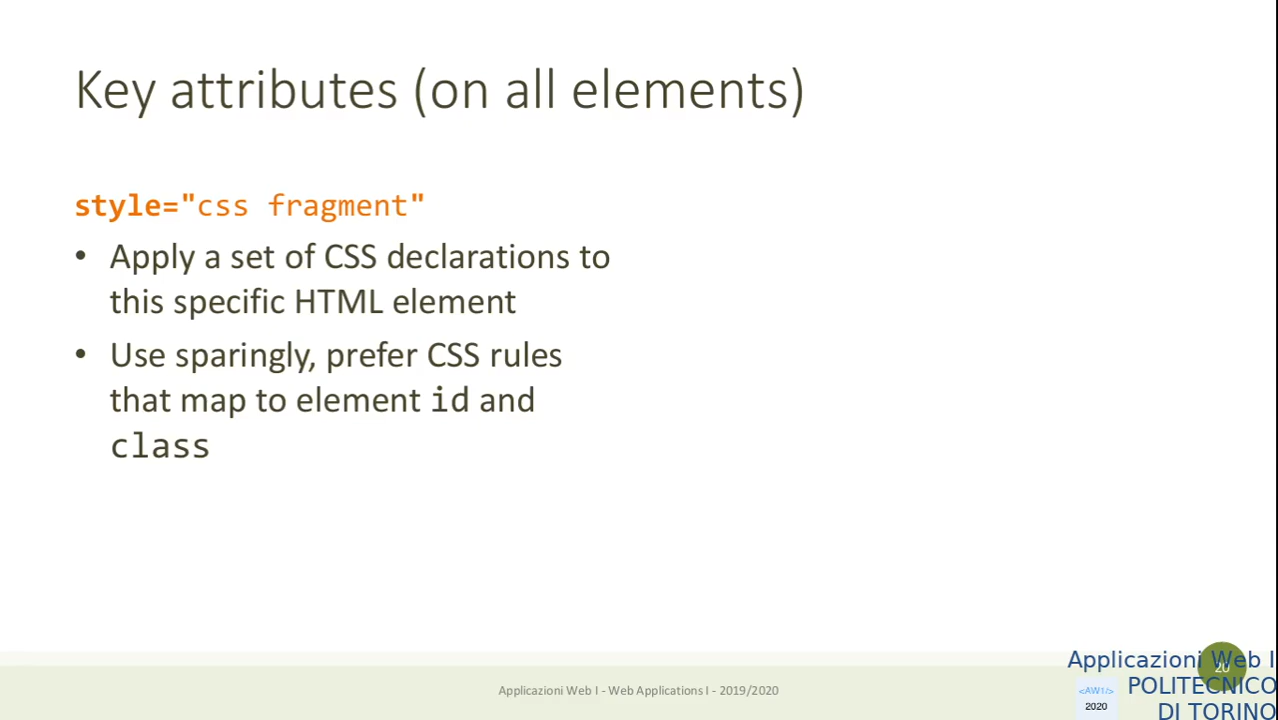 Key attributes (on all elements)
style="css fragment"
• Apply a set of CSS declarations to
this specific HTML element
• Use sparingly, prefer CSS rules
that map to element id and
class
Applicazioni Web I - Web Applications I - 2019/2020
20
Applicazioni Web I
POLITECNICO
DI TORINO
<AW1/>
2020